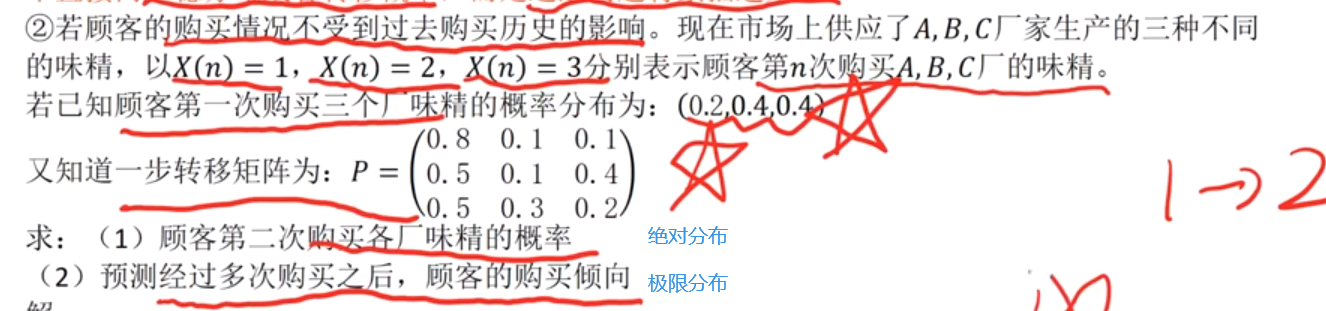 ②若顾客的购买情况不受到过去购买历史的影响。现在市场上供应了A,B,C厂家生产的三种不同
的味精，以X(n) = 1，X(n) = 2，X(n) = 3分别表示顾客第n次购买A,B,C厂的味精。
若已知顾客第一次购买三个厂味精的概率分布为：(0.2,0.4,0.4)
又知道一步转移矩阵为：P =
0.8 0.1 0.1
0.5 0.1 0.4
0.5 0.3 0.2
1→2
求：（1）顾客第二次购买各厂味精的概率 绝对分布
（2）预测经过多次购买之后，顾客的购买倾向 极限分布